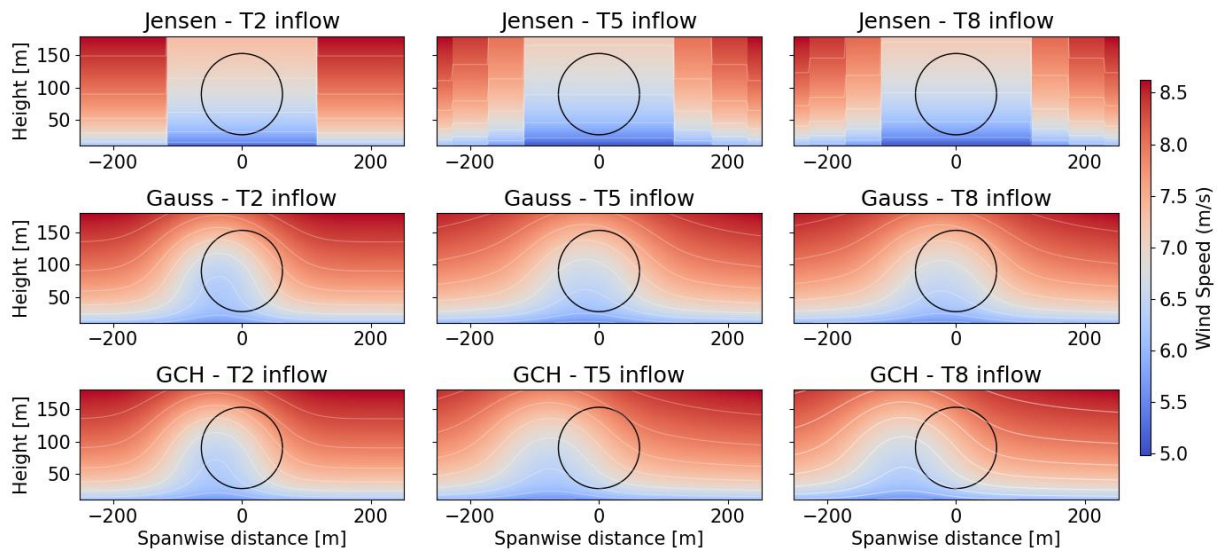 Jensen - T2 inflow
Jensen - T5 inflow
Jensen - T8 inflow
Height [m]
150
100
50
−200
0
200
−200
0
200
−200
0
200
Gauss - T2 inflow
Gauss - T5 inflow
Gauss - T8 inflow
Height [m]
150
100
50
−200
0
200
−200
0
200
−200
0
200
GCH - T2 inflow
GCH - T5 inflow
GCH - T8 inflow
Height [m]
150
100
50
−200
0
200
−200
0
200
−200
0
200
Spanwise distance [m]
Spanwise distance [m]
Spanwise distance [m]
8.5
8.0
7.5
7.0
6.5
6.0
5.5
5.0
Wind Speed (m/s)